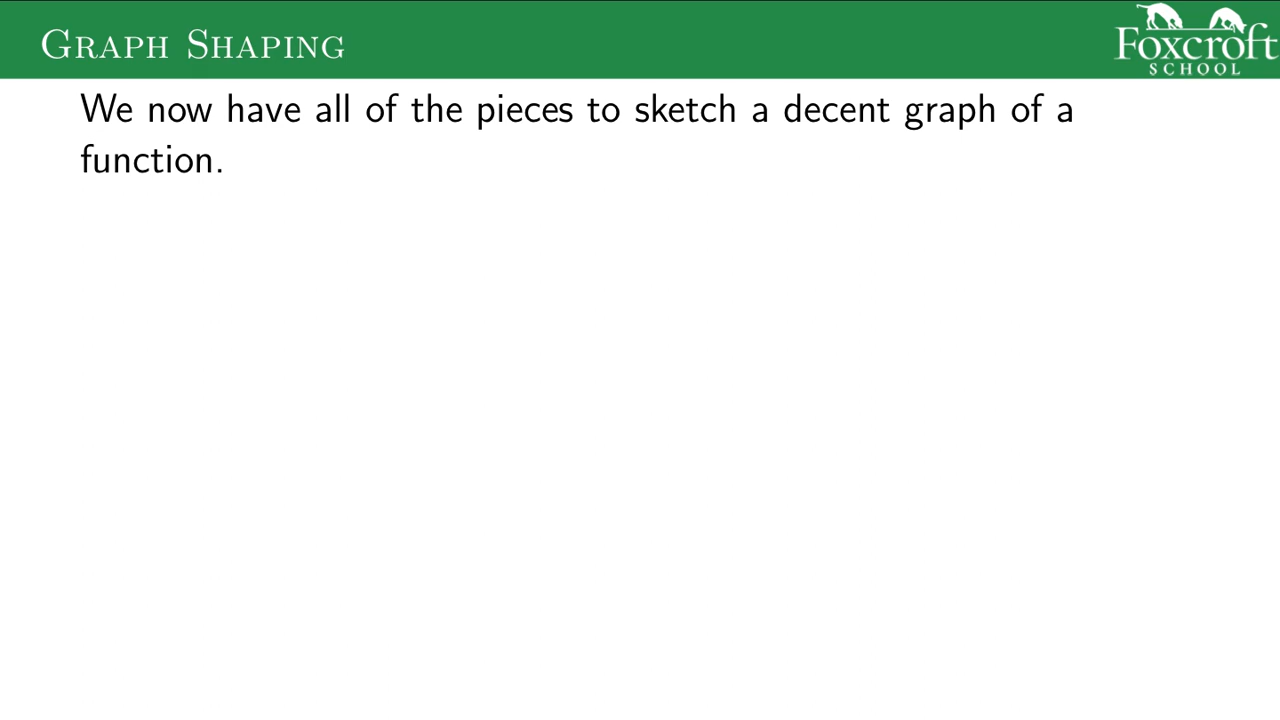 Graph Shaping
Foxcroft
SCHOOL
We now have all of the pieces to sketch a decent graph of a
function.